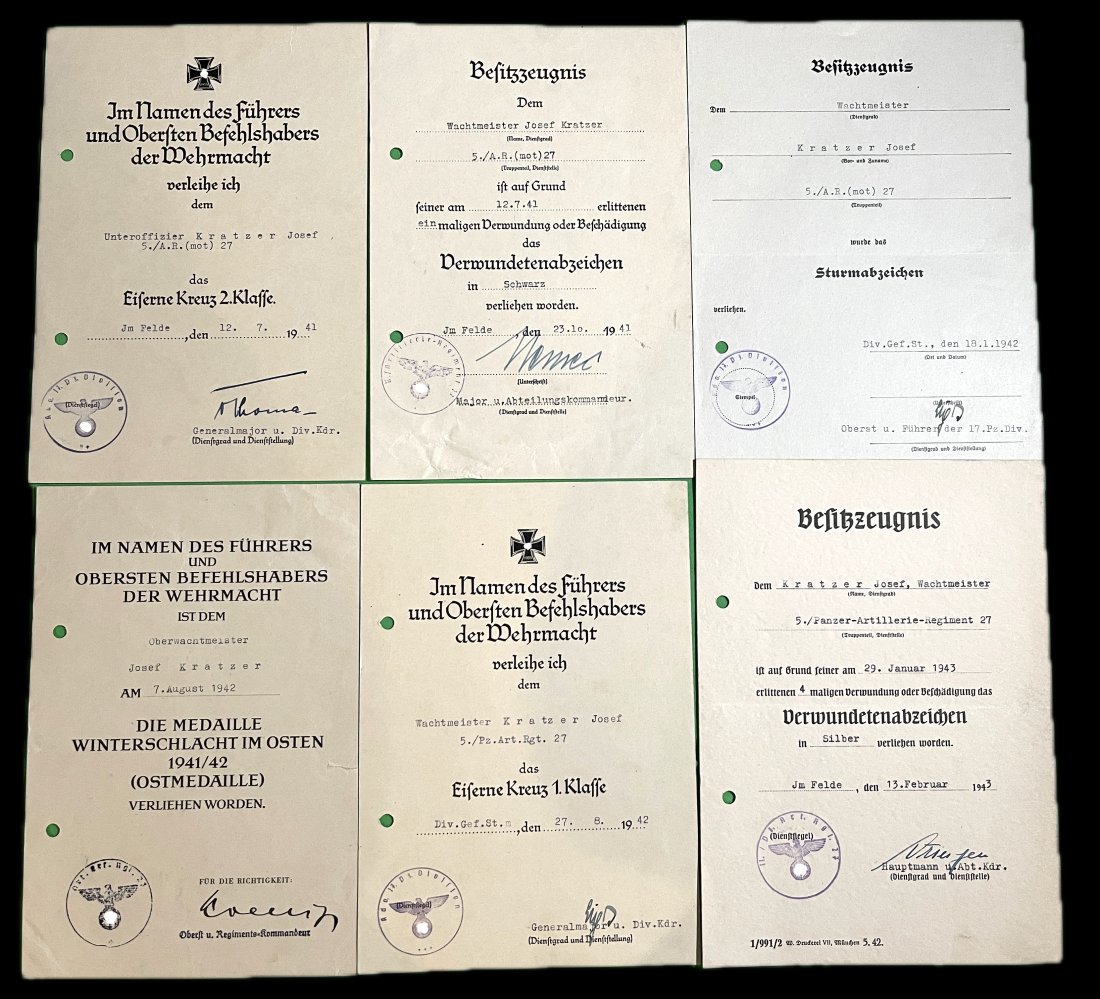 Im Namen des Führers
und Obersten Befehlshabers
der Wehrmacht
verleihe ich
dem
Unteroffizier K r a t z e r Josef
5./A.R.(mot) 27
das
Eiserne Kreuz 2.Klasse.
Jm Felde ,den 12. 7. 19 41
(Dienstsiegel)
Generalmajor u. Div.Kdr.
(Dienstgrad und Dienststellung)
Besitzzeugnis
Dem
Wachtmeister Josef Kratzer
(Name, Dienstgrad)
5./A.R.(mot)27
(Truppenteil, Dienststelle)
ist auf Grund
seiner am 12.7.41 erlittenen
ein maligen Verwundung oder Beschädigung
das
Verwundetenabzeichen
in Schwarz
verliehen worden.
Jm Felde , den 23.1o. 19 41
(Unterschrift)
Major u.Abteilungskommandeur.
(Dienstgrad und Dienststelle)
Besitzzeugnis
Dem Wachtmeister
(Dienstgrad)
K r a t z e r Josef
(Vor- und Zuname)
5./A.R.(mot) 27
(Truppenteil)
wurde das
Sturmabzeichen
verliehen.
Div.Gef.St., den 18.1.1942
(Ort und Datum)
Stempel.
Oberst u. Führer der 17.Pz.Div.
(Dienstgrad und Dienststellung)
IM NAMEN DES FÜHRERS
UND
OBERSTEN BEFEHLSHABERS
DER WEHRMACHT
IST DEM
Oberwachtmeister
Josef K r a t z e r
AM 7.August 1942
DIE MEDAILLE
WINTERSCHLACHT IM OSTEN
1941/42
(OSTMEDAILLE)
VERLIEHEN WORDEN.
FÜR DIE RICHTIGKEIT:
Oberst u. Regiments-Kommandeur
Im Namen des Führers
und Obersten Befehlshabers
der Wehrmacht
verleihe ich
dem
Wachtmeister K r a t z e r Josef
5./Pz.Art.Rgt. 27
das
Eiserne Kreuz 1.Klasse
Div.Gef.St. ,den 27. 8. 19 42
(Dienstsiegel)
Generalmajor u. Div.Kdr.
(Dienstgrad und Dienststellung)
Besitzzeugnis
Dem K r a t z e r Josef, Wachtmeister
(Name, Dienstgrad)
5./Panzer-Artillerie-Regiment 27
(Truppenteil, Dienststelle)
ist auf Grund seiner am 29. Januar 1943
erlittenen 4 maligen Verwundung oder Beschädigung das
Verwundetenabzeichen
in Silber verliehen worden.
Jm Felde , den 13.Februar 1943
(Dienstsiegel)
Hauptmann u.Abt.Kdr.
(Dienstgrad und Dienststelle)
1/991/2 W. Druckerei VII, München 5. 42.